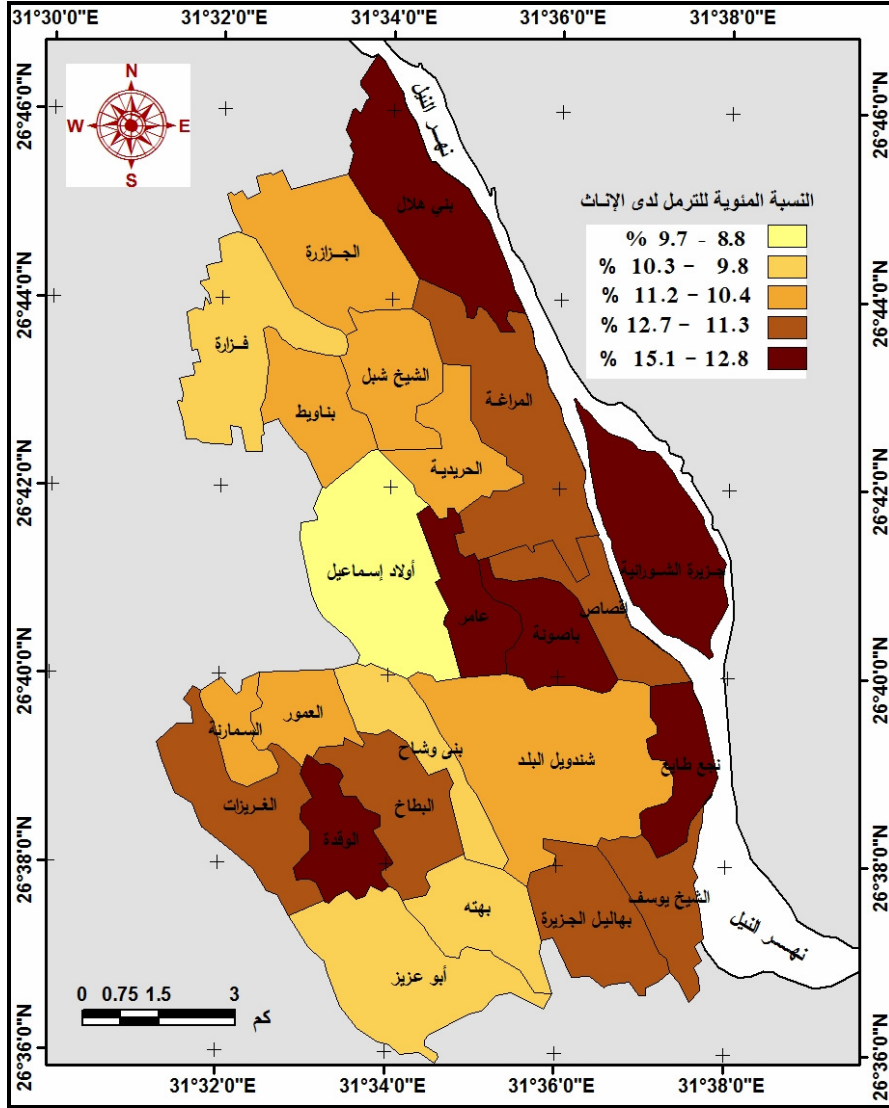 31°30'0"E 31°32'0"E 31°34'0"E 31°36'0"E 31°38'0"E
N
W E
S
26°46'0"N
26°44'0"N
26°42'0"N
26°40'0"N
26°38'0"N
26°36'0"N
26°46'0"N
26°44'0"N
26°42'0"N
26°40'0"N
26°38'0"N
26°36'0"N
النسبة المئوية للترمل لدى الإناث
% 9.7 - 8.8
% 10.3 - 9.8
% 11.2 - 10.4
% 12.7 - 11.3
% 15.1 - 12.8
نهر النيل
بني هلال
الجزازرة
فزارة
الشيخ شبل
بناويط
المراغة
الحريدية
جزيرة الشورانية
أولاد إسماعيل
عامر
باصونة
إقصاص
العمور
السمارنة
بنى وشاح
شندويل البلد
نجع طايع
البطاخ
الغريزات
الوقدة
بهته
بهاليل الجزيرة
الشيخ يوسف
أبو عزيز
نهر النيل
0 0.75 1.5 3
كم
31°32'0"E 31°34'0"E 31°36'0"E 31°38'0"E